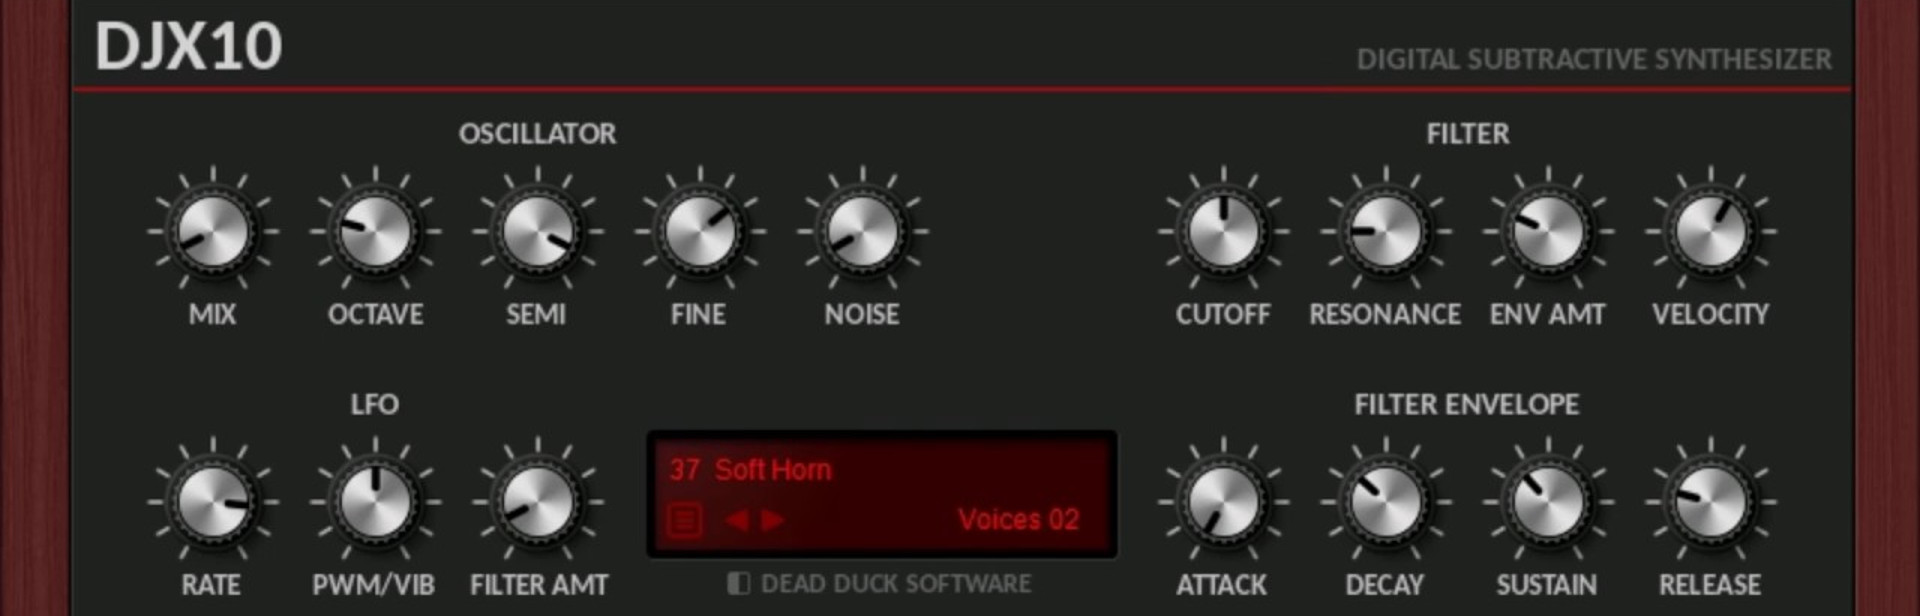 DJX10
DIGITAL SUBTRACTIVE SYNTHESIZER
OSCILLATOR
FILTER
MIX OCTAVE SEMI FINE NOISE
CUTOFF RESONANCE ENV AMT VELOCITY
LFO
FILTER ENVELOPE
37 Soft Horn
Voices 02
RATE PWM/VIB FILTER AMT
DEAD DUCK SOFTWARE
ATTACK DECAY SUSTAIN RELEASE